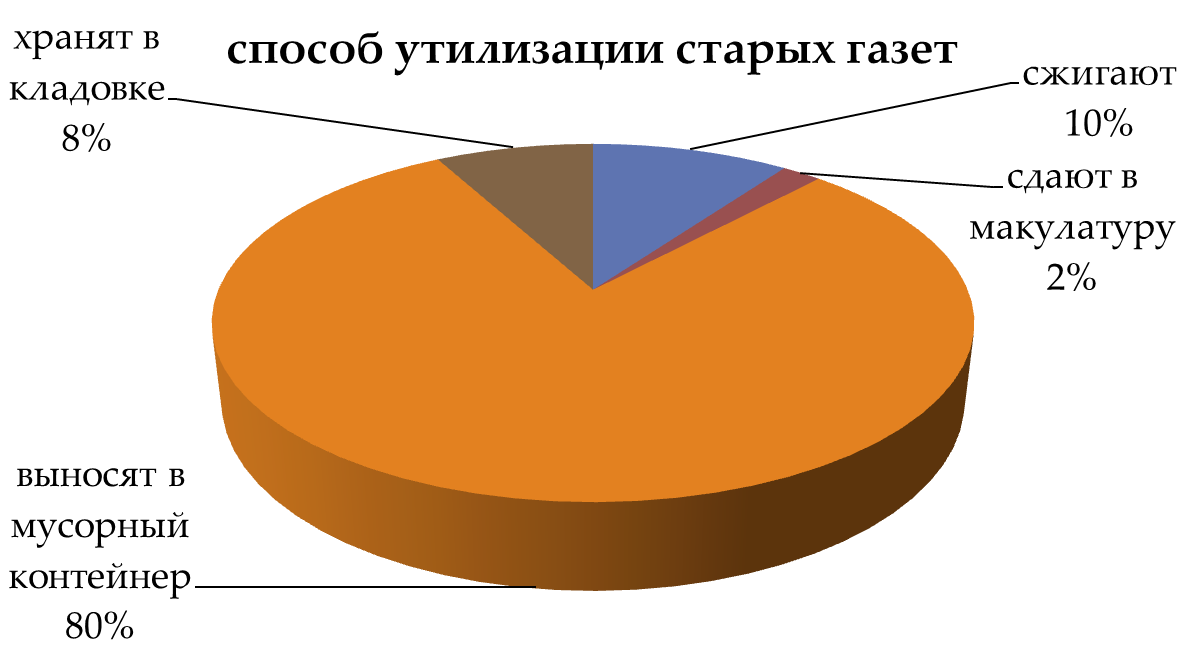 способ утилизации старых газет
хранят в
кладовке
8%
сжигают
10%
сдают в
макулатуру
2%
выносят в
мусорный
контейнер
80%